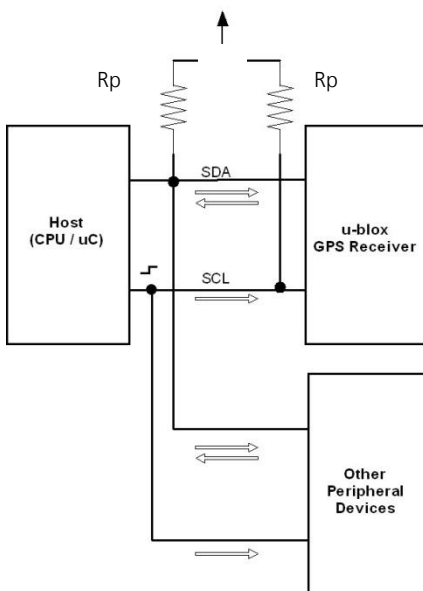 Rp
Rp
SDA
Host
(CPU / uC)
u-blox
GPS Receiver
SCL
Other
Peripheral
Devices